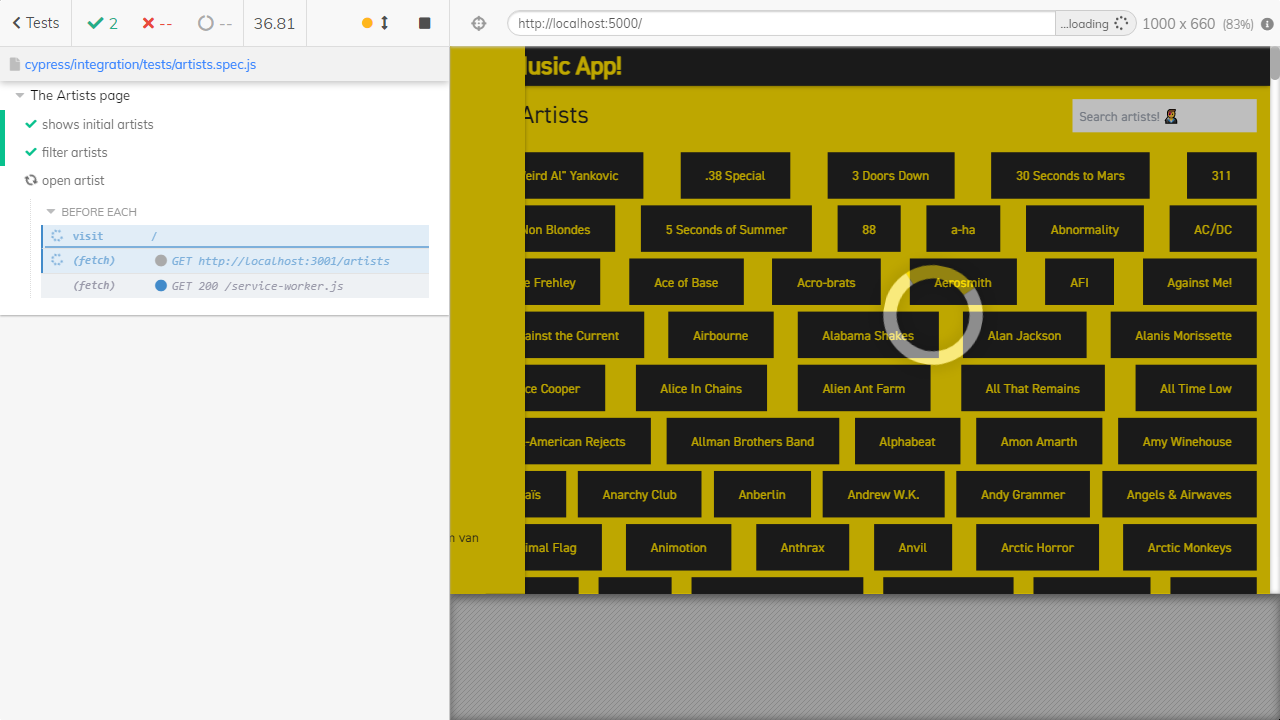 Tests 2 -- -- 36.81
http://localhost:5000/ ...loading 1000 x 660 (83%)
cypress/integration/tests/artists.spec.js
The Artists page
shows initial artists
filter artists
open artist
BEFORE EACH
visit /
(fetch) GET http://localhost:3001/artists
(fetch) GET 200 /service-worker.js
usic App!
Artists
Search artists!
eird Al" Yankovic .38 Special 3 Doors Down 30 Seconds to Mars 311
Non Blondes 5 Seconds of Summer 88 a-ha Abnormality AC/DC
e Frehley Ace of Base Acro-brats Aerosmith AFI Against Me!
ainst the Current Airbourne Alabama Shakes Alan Jackson Alanis Morissette
ce Cooper Alice In Chains Alien Ant Farm All That Remains All Time Low
-American Rejects Allman Brothers Band Alphabeat Amon Amarth Amy Winehouse
aïs Anarchy Club Anberlin Andrew W.K. Andy Grammer Angels & Airwaves
n van
imal Flag Animotion Anthrax Anvil Arctic Horror Arctic Monkeys